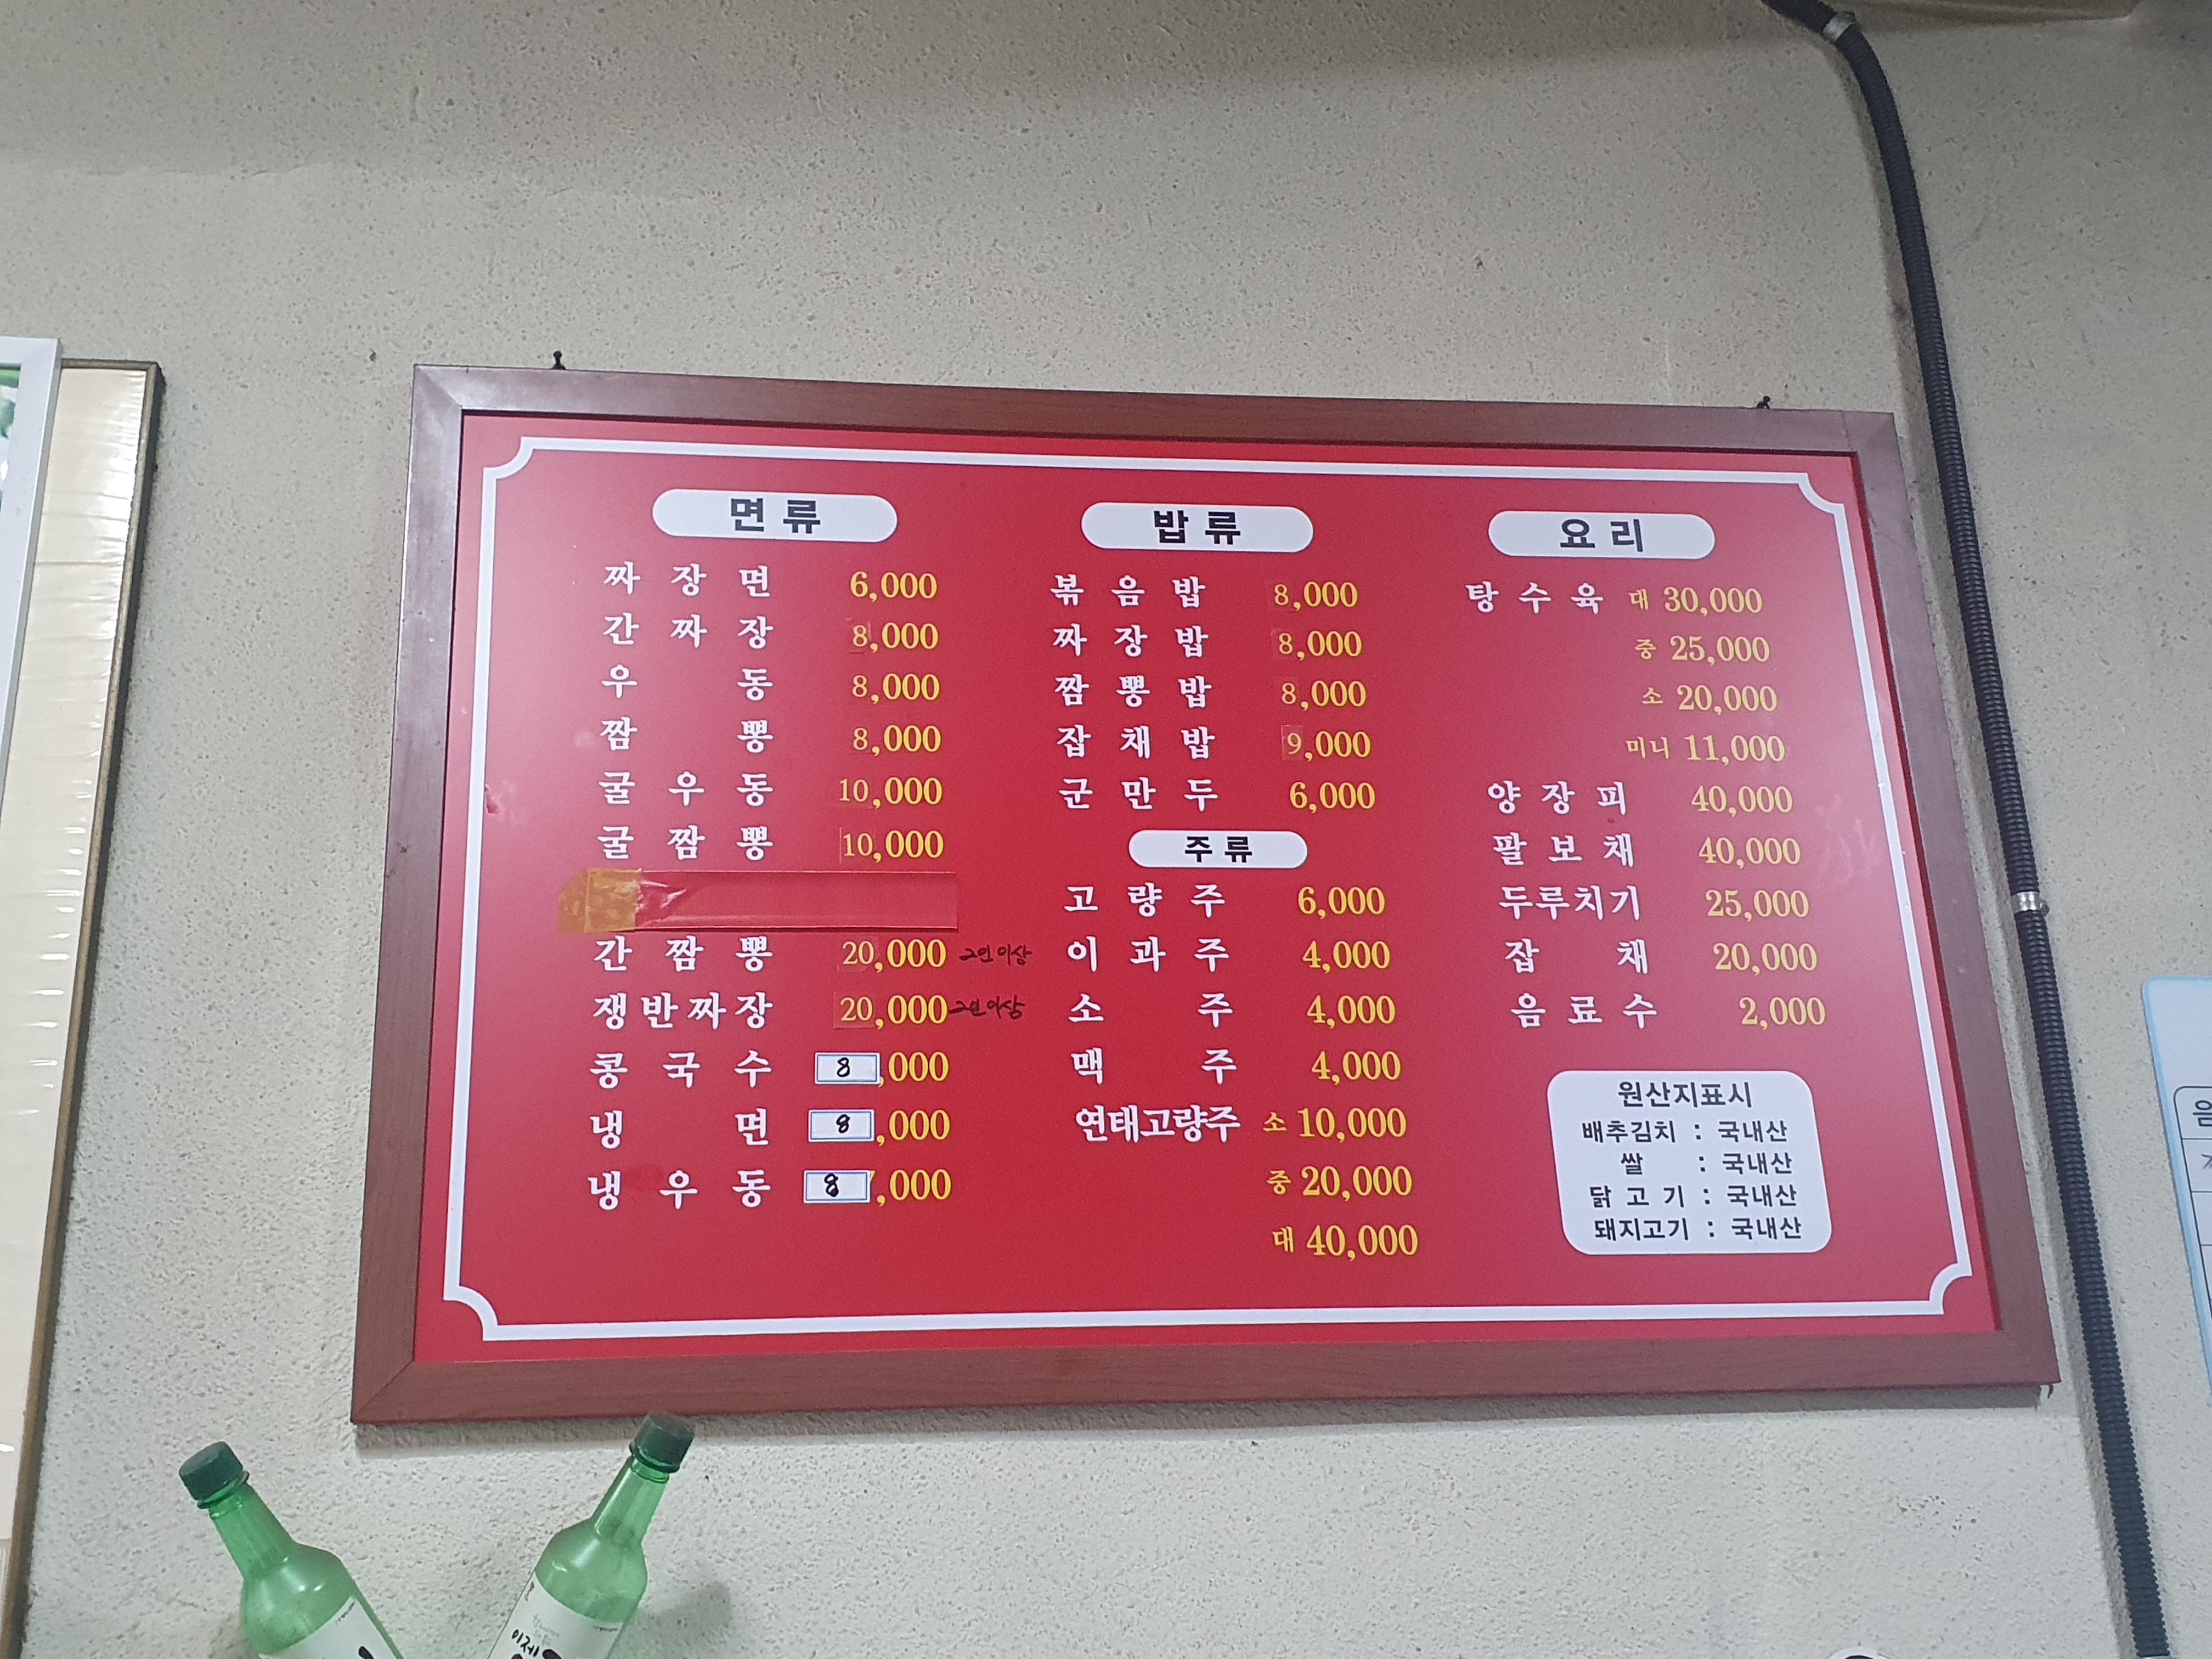 면류
짜장면 6,000
간짜장 8,000
우동 8,000
짬뽕 8,000
굴우동 10,000
굴짬뽕 10,000
간짬뽕 20,000 2인이상
쟁반짜장 20,000 2인이상
콩국수 8,000
냉면 8,000
냉우동 8,000
밥류
볶음밥 8,000
짜장밥 8,000
짬뽕밥 8,000
잡채밥 9,000
군만두 6,000
주류
고량주 6,000
이과주 4,000
소주 4,000
맥주 4,000
연태고량주 소 10,000
중 20,000
대 40,000
요리
탕수육 대 30,000
중 25,000
소 20,000
미니 11,000
양장피 40,000
팔보채 40,000
두루치기 25,000
잡채 20,000
음료수 2,000
원산지표시
배추김치 : 국내산
쌀 : 국내산
닭고기 : 국내산
돼지고기 : 국내산
이제